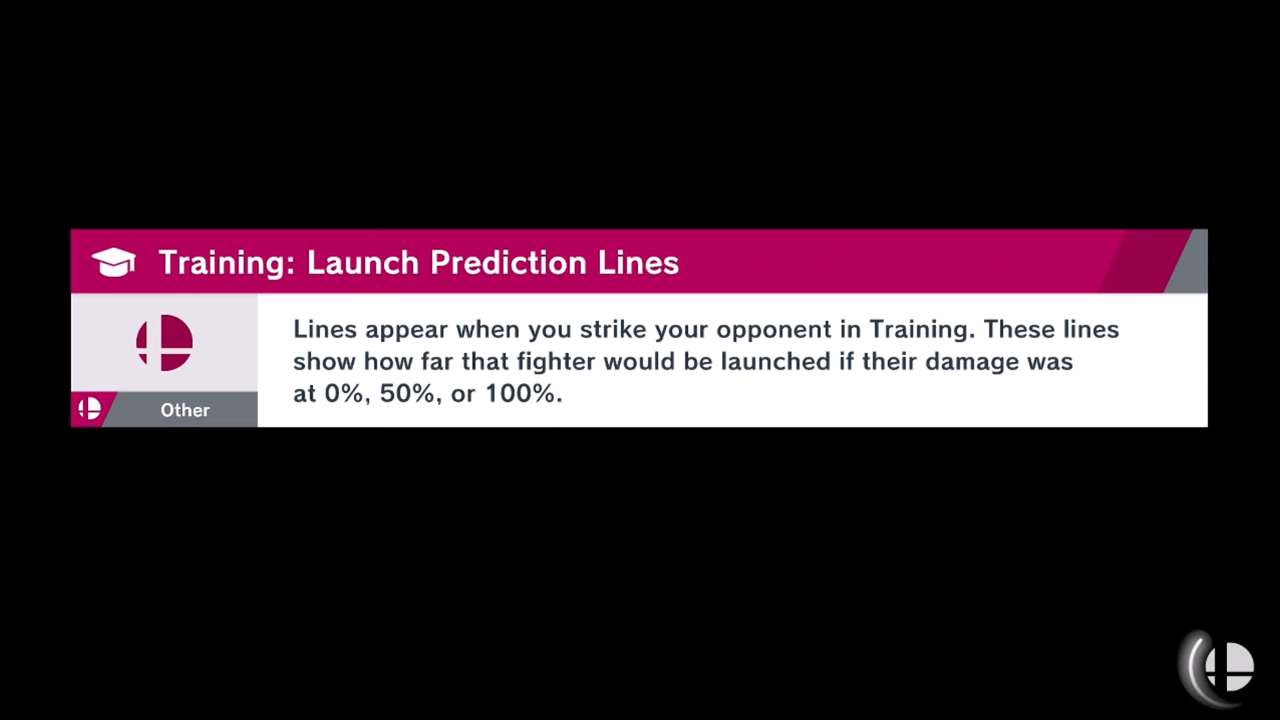 Training: Launch Prediction Lines
Lines appear when you strike your opponent in Training. These lines
show how far that fighter would be launched if their damage was
at 0%, 50%, or 100%.
Other